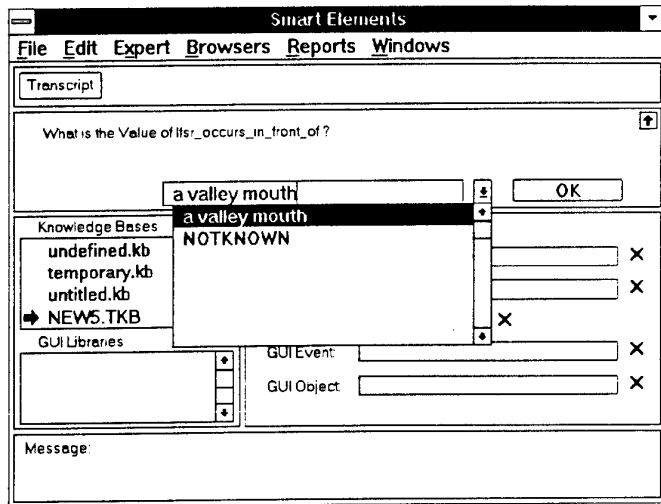 Smart Elements
File Edit Expert Browsers Reports Windows
Transcript
What is the Value of lfsr_occurs_in_front_of ?
a valley mouth
OK
a valley mouth
NOTKNOWN
Knowledge Bases
undefined.kb
temporary.kb
untitled.kb
NEW5.TKB
GUI Libraries
GUI Event:
GUI Object:
Message: